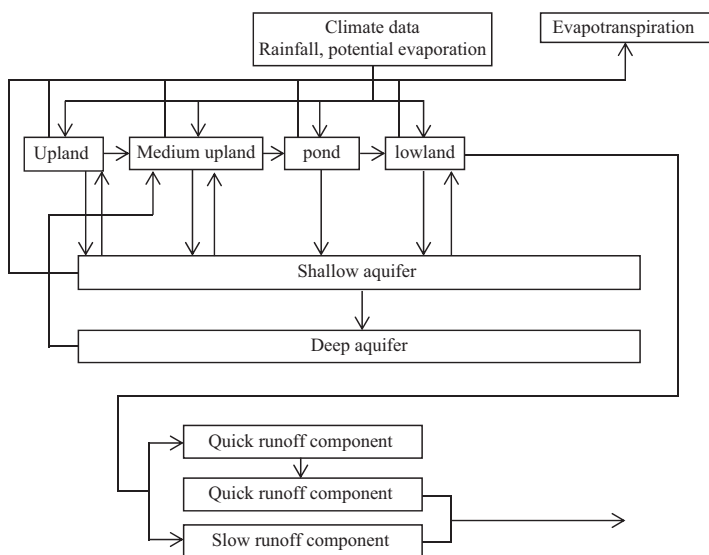 Climate data
Rainfall, potential evaporation
Evapotranspiration
Upland
Medium upland
pond
lowland
Shallow aquifer
Deep aquifer
Quick runoff component
Quick runoff component
Slow runoff component